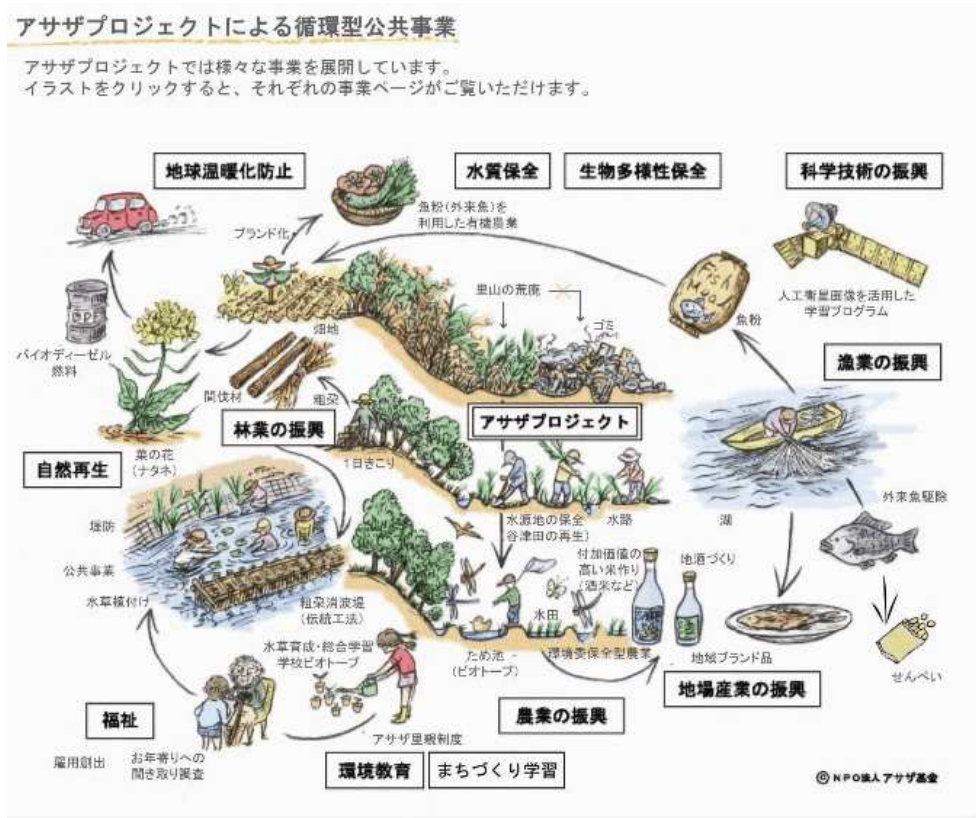 アサザプロジェクトによる循環型公共事業
アサザプロジェクトでは様々な事業を展開しています。
イラストをクリックすると、それぞれの事業ページがご覧いただけます。
地球温暖化防止
水質保全
生物多様性保全
科学技術の振興
魚粉(外来魚)を
利用した有機農業
ブランド化
里山の荒廃
ゴミ
魚粉
人工衛星画像を活用した
学習プログラム
畑地
バイオディーゼル
燃料
間伐材
粗朶
漁業の振興
アサザプロジェクト
林業の振興
菜の花
(ナタネ)
1日きこり
自然再生
外来魚駆除
堤防
水源地の保全
(谷津田の再生)
水路
湖
公共事業
付加価値の
高い米作り
(酒米など)
地酒づくり
水草植付け
粗朶消波堤
(伝統工法)
水田
水草育成・総合学習
学校ビオトープ
ため池
(ビオトープ)
環境保全型農業
地域ブランド品
せんべい
地場産業の振興
福祉
農業の振興
アサザ里親制度
雇用創出
お年寄りへの
聞き取り調査
環境教育
まちづくり学習
©NPO法人アサザ基金